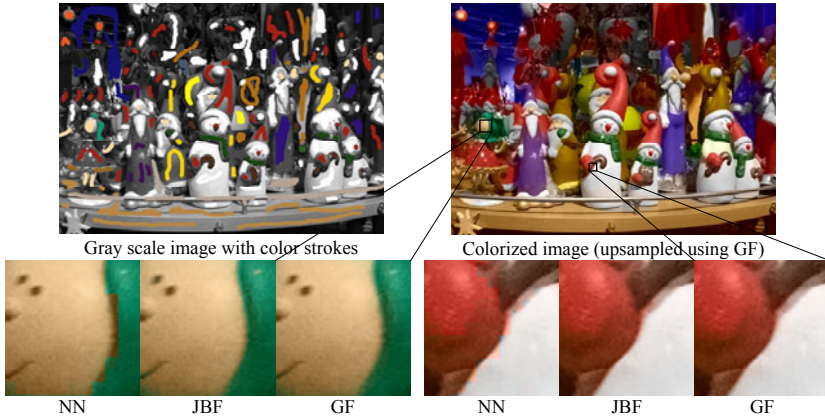 Gray scale image with color strokes
Colorized image (upsampled using GF)
NN JBF GF NN JBF GF